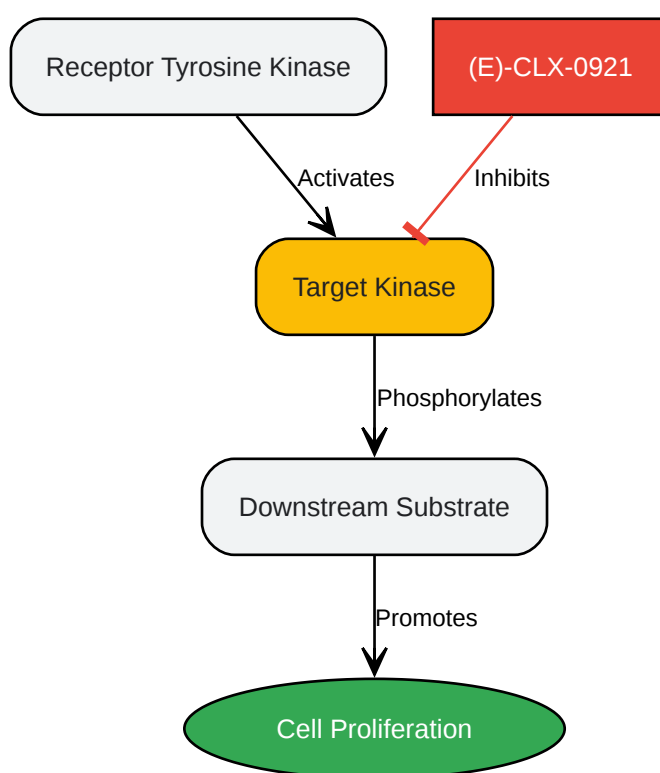 Receptor Tyrosine Kinase
(E)-CLX-0921
Activates
Inhibits
Target Kinase
Phosphorylates
Downstream Substrate
Promotes
Cell Proliferation